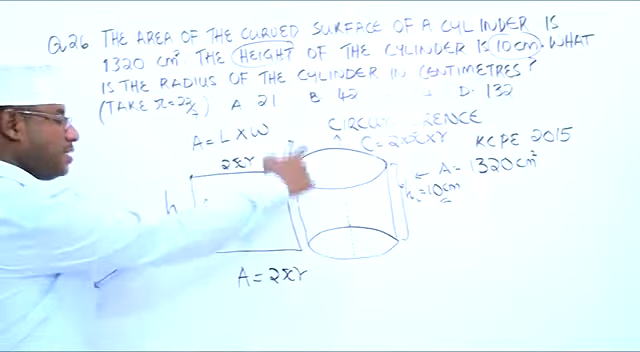 Q26 THE AREA OF THE CURVED SURFACE OF A CYLINDER IS
1320 cm². THE HEIGHT OF THE CYLINDER IS 10cm. WHAT
IS THE RADIUS OF THE CYLINDER IN CENTIMETRES?
(TAKE π=22/7) A 21 B 42 D. 132
A = L x W
C = 2πr
KCPE 2015
2πr
A = 1320 cm²
h = 10cm
h
A = 2πr